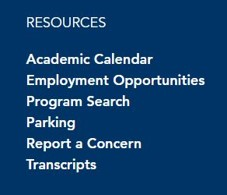 RESOURCES
Academic Calendar
Employment Opportunities
Program Search
Parking
Report a Concern
Transcripts